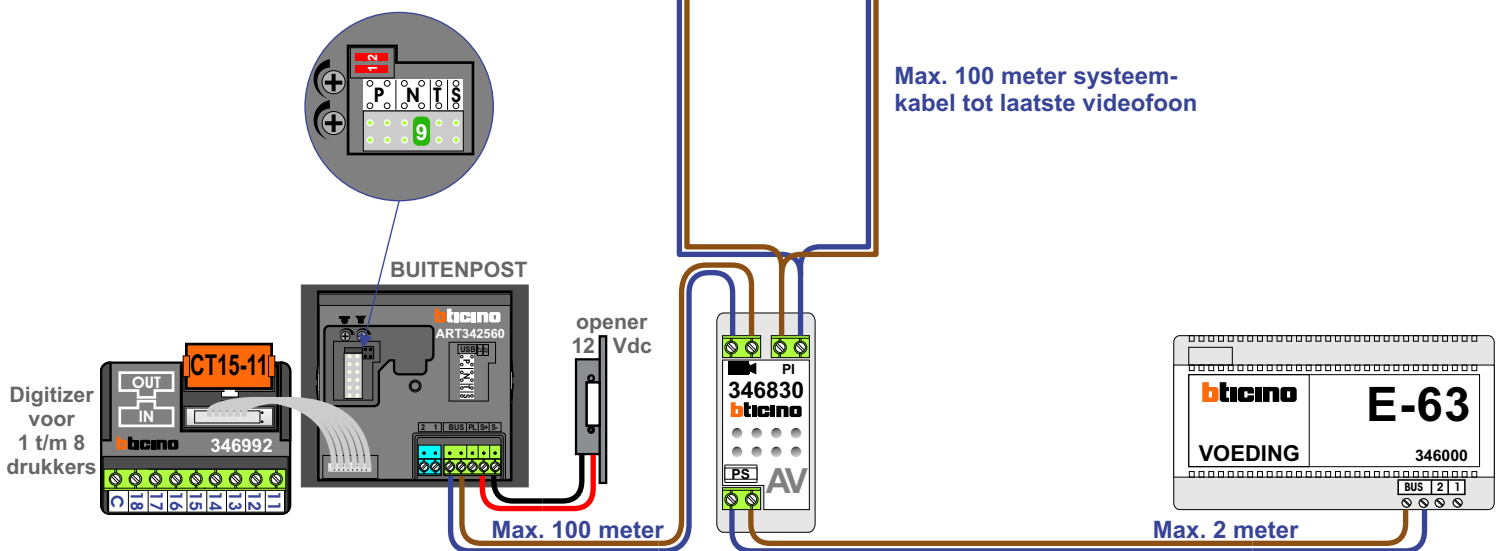 1 2
P N T S
9
Max. 100 meter systeem-
kabel tot laatste videofoon
BUITENPOST
bticino
ART342560
USB
P N T S
2 1 BUS PL S+ S-
opener
12 Vdc
CT15-11
OUT
IN
bticino
346992
Digitizer
voor
1 t/m 8
drukkers
C 18 17 16 15 14 13 12 11
Max. 100 meter
PI
346830
bticino
PS
AV
Max. 2 meter
bticino
E-63
VOEDING
346000
BUS 2 1